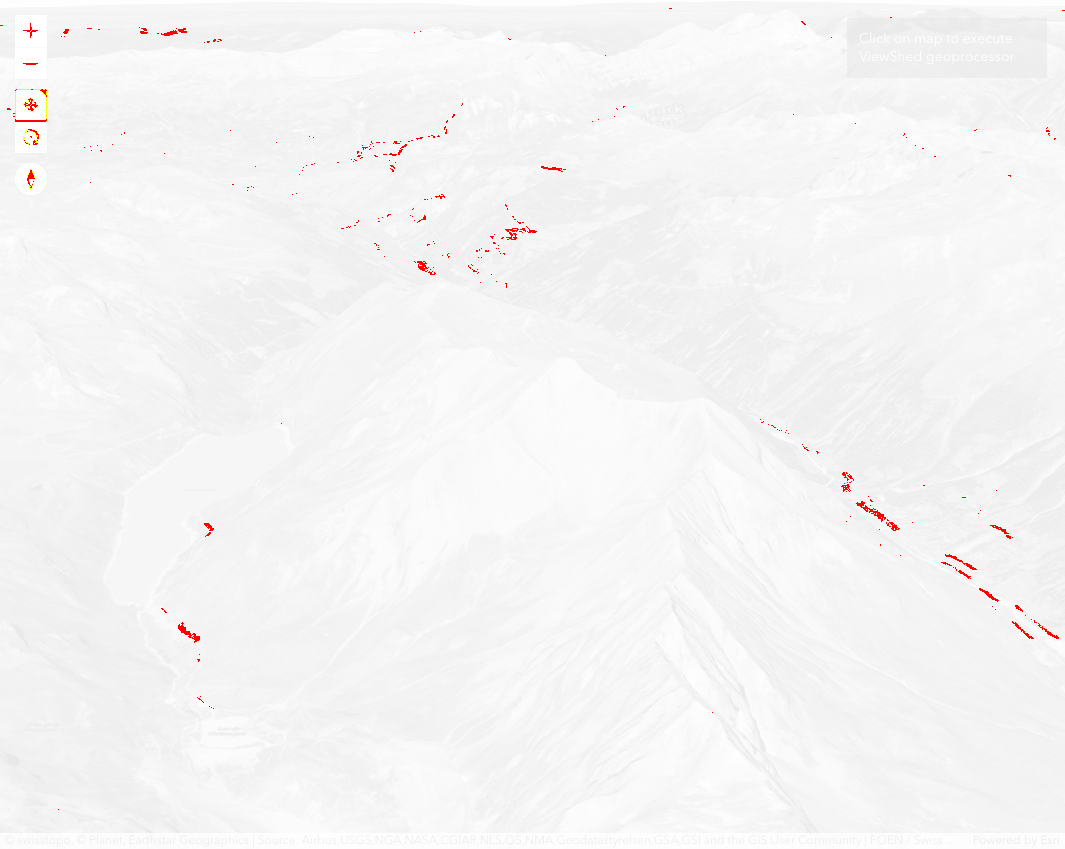 Click on map to execute
ViewShed geoprocessor
© swisstopo, © Planet, Earthstar Geographics | Source: Airbus,USGS,NGA,NASA,CGIAR,NLS,OS,NMA,Geodatastyrelsen,GSA,GSI and the GIS User Community | FOEN / Swiss... Powered by Esri